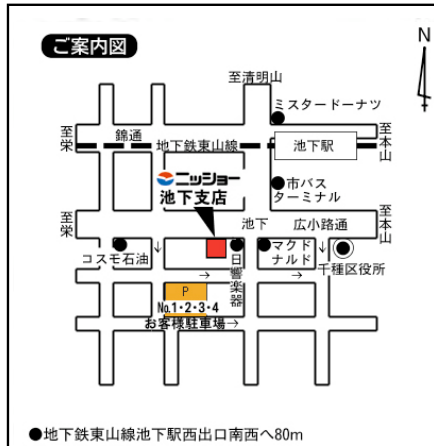 ご案内図
N
至清明山
ミスタードーナツ
至栄
錦通
地下鉄東山線
池下駅
至本山
ニッショー
池下支店
市バス
ターミナル
至栄
池下
広小路通
至本山
コスモ石油
日響楽器
マクド
ナルド
千種区役所
P
No.1・2・3・4
お客様駐車場→
●地下鉄東山線池下駅西出口南西へ80m